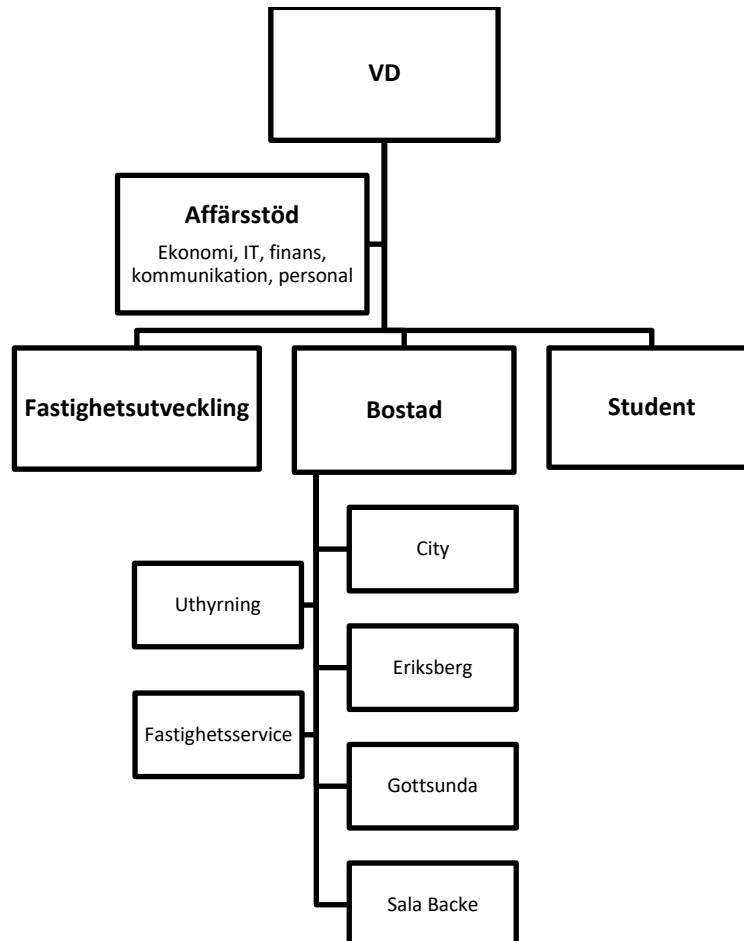 VD
Affärsstöd
Ekonomi, IT, finans,
kommunikation, personal
Fastighetsutveckling
Bostad
Student
City
Uthyrning
Eriksberg
Fastighetsservice
Gottsunda
Sala Backe